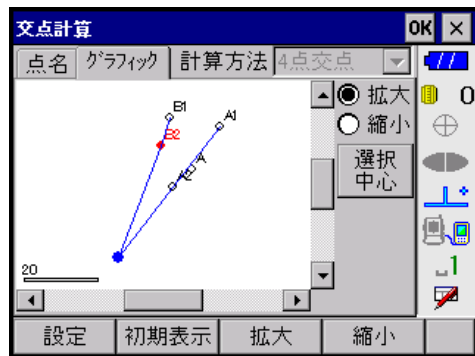 交点計算 OK ×
点名 グラフィック 計算方法 4点交点
B1
A1
B2
A
A2
20
拡大
縮小
選択
中心
0
1
設定 初期表示 拡大 縮小